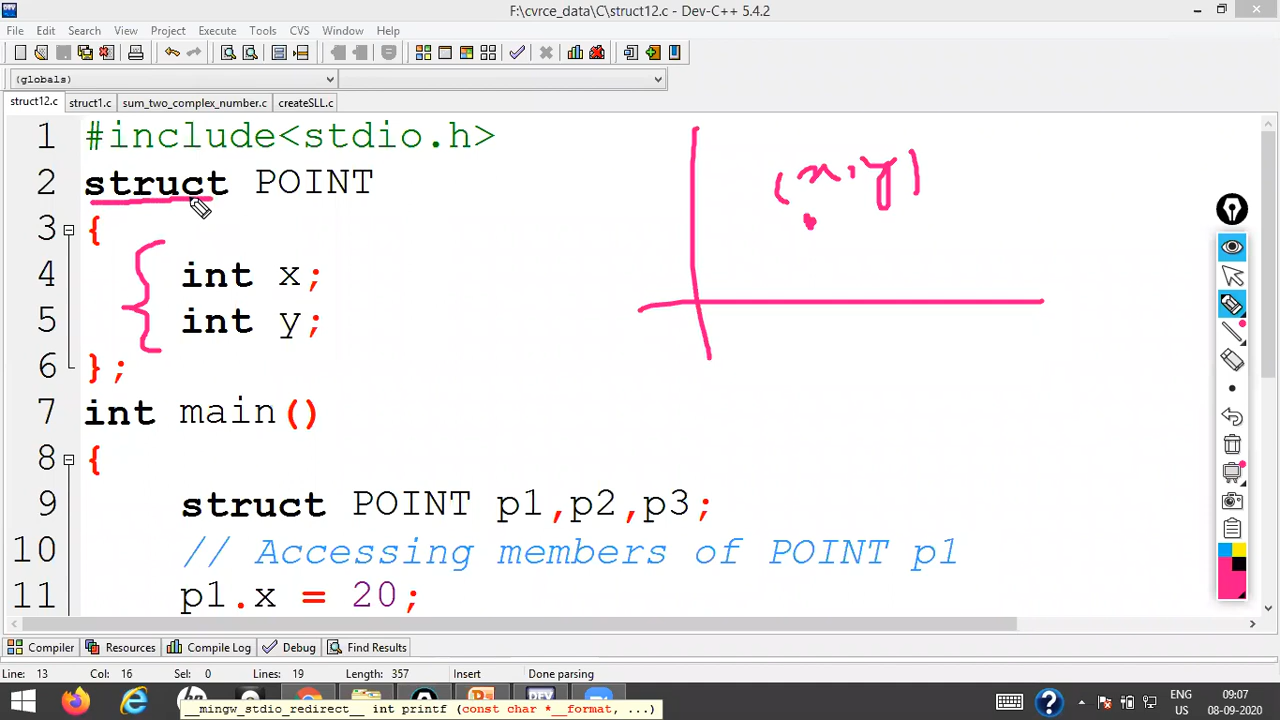 F:\cvrce_data\C\struct12.c - Dev-C++ 5.4.2
File Edit Search View Project Execute Tools CVS Window Help
(globals)
struct12.c struct1.c sum_two_complex_number.c createSLL.c
1 #include<stdio.h>
2 struct POINT
3 {
4 int x;
5 int y;
6 };
7 int main()
8 {
9 struct POINT p1,p2,p3;
10 // Accessing members of POINT p1
11 p1.x = 20;
(x,y)
Compiler Resources Compile Log Debug Find Results
Line: 13 Col: 16 Sel: 0 Lines: 19 Length: 357 Insert Done parsing
__mingw_stdio_redirect__ int printf (const char *__format, ...)
DEV
ENG 09:07
US 08-09-2020